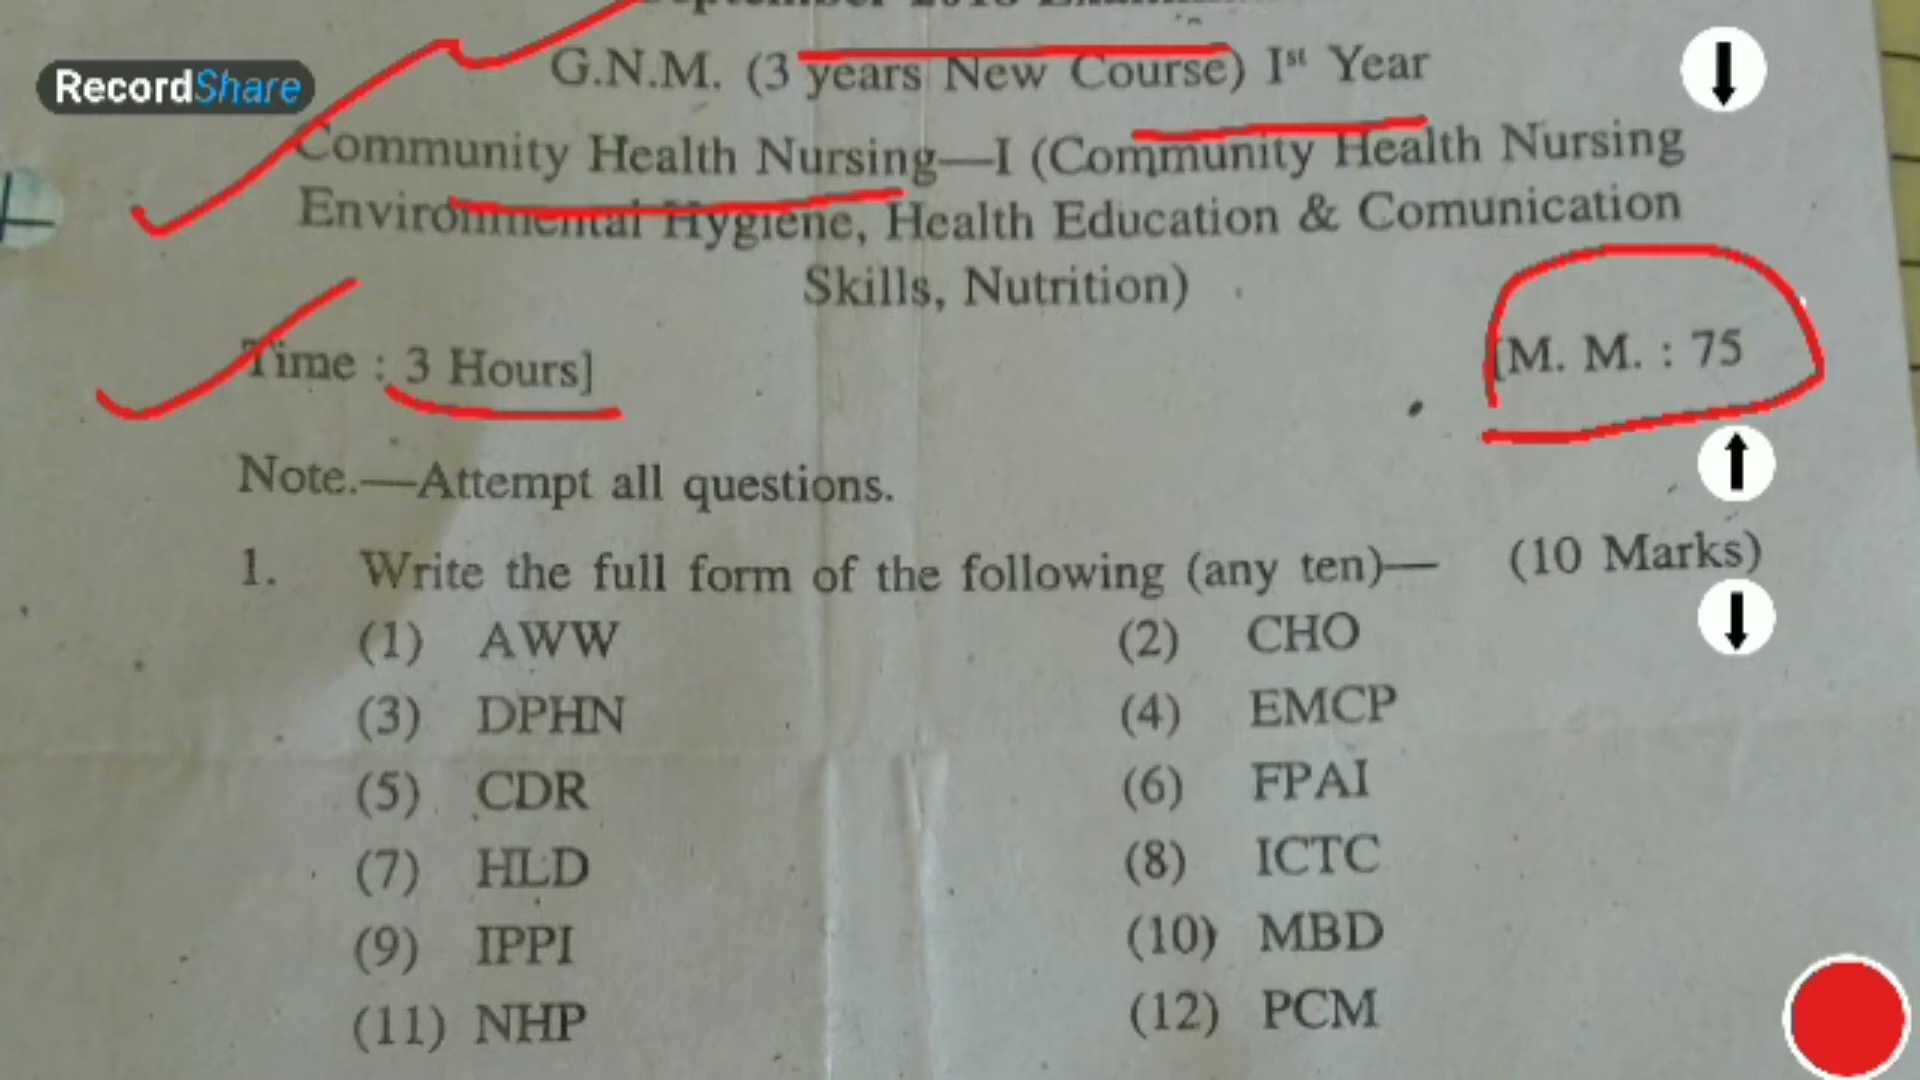 RecordShare
G.N.M. (3 years New Course) Ist Year
Community Health Nursing—I (Community Health Nursing
Environmental Hygiene, Health Education & Comunication
Skills, Nutrition)
Time : 3 Hours]
[M. M. : 75
Note.—Attempt all questions.
1. Write the full form of the following (any ten)— (10 Marks)
(1) AWW (2) CHO
(3) DPHN (4) EMCP
(5) CDR (6) FPAI
(7) HLD (8) ICTC
(9) IPPI (10) MBD
(11) NHP (12) PCM